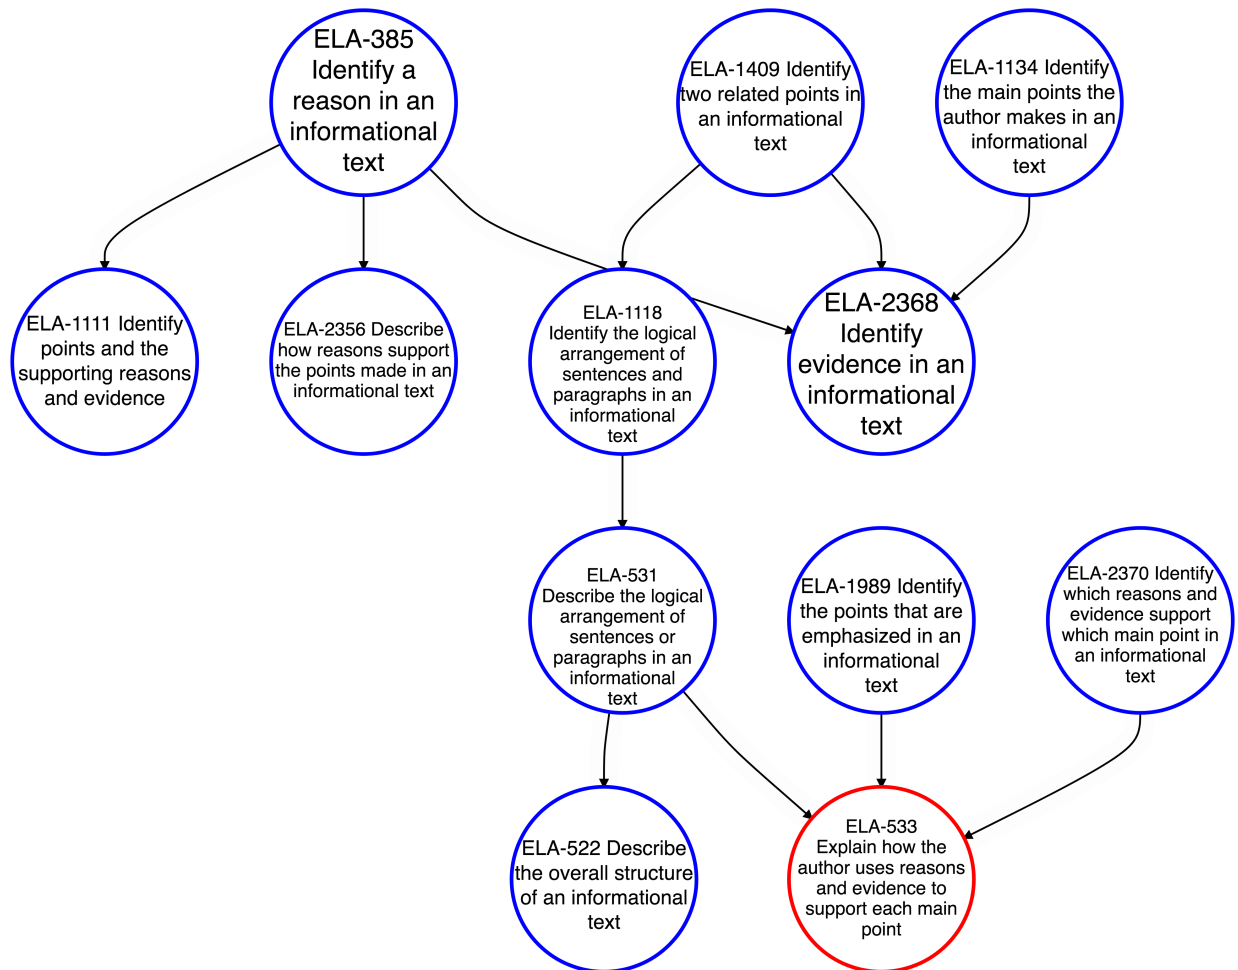 ELA-385
Identify a
reason in an
informational
text
ELA-1409 Identify
two related points in
an informational
text
ELA-1134 Identify
the main points the
author makes in an
informational
text
ELA-1111 Identify
points and the
supporting reasons
and evidence
ELA-2356 Describe
how reasons support
the points made in an
informational text
ELA-1118
Identify the logical
arrangement of
sentences and
paragraphs in an
informational
text
ELA-2368
Identify
evidence in an
informational
text
ELA-531
Describe the logical
arrangement of
sentences or
paragraphs in an
informational
text
ELA-1989 Identify
the points that are
emphasized in an
informational
text
ELA-2370 Identify
which reasons and
evidence support
which main point in
an informational
text
ELA-522 Describe
the overall structure
of an informational
text
ELA-533
Explain how the
author uses reasons
and evidence to
support each main
point